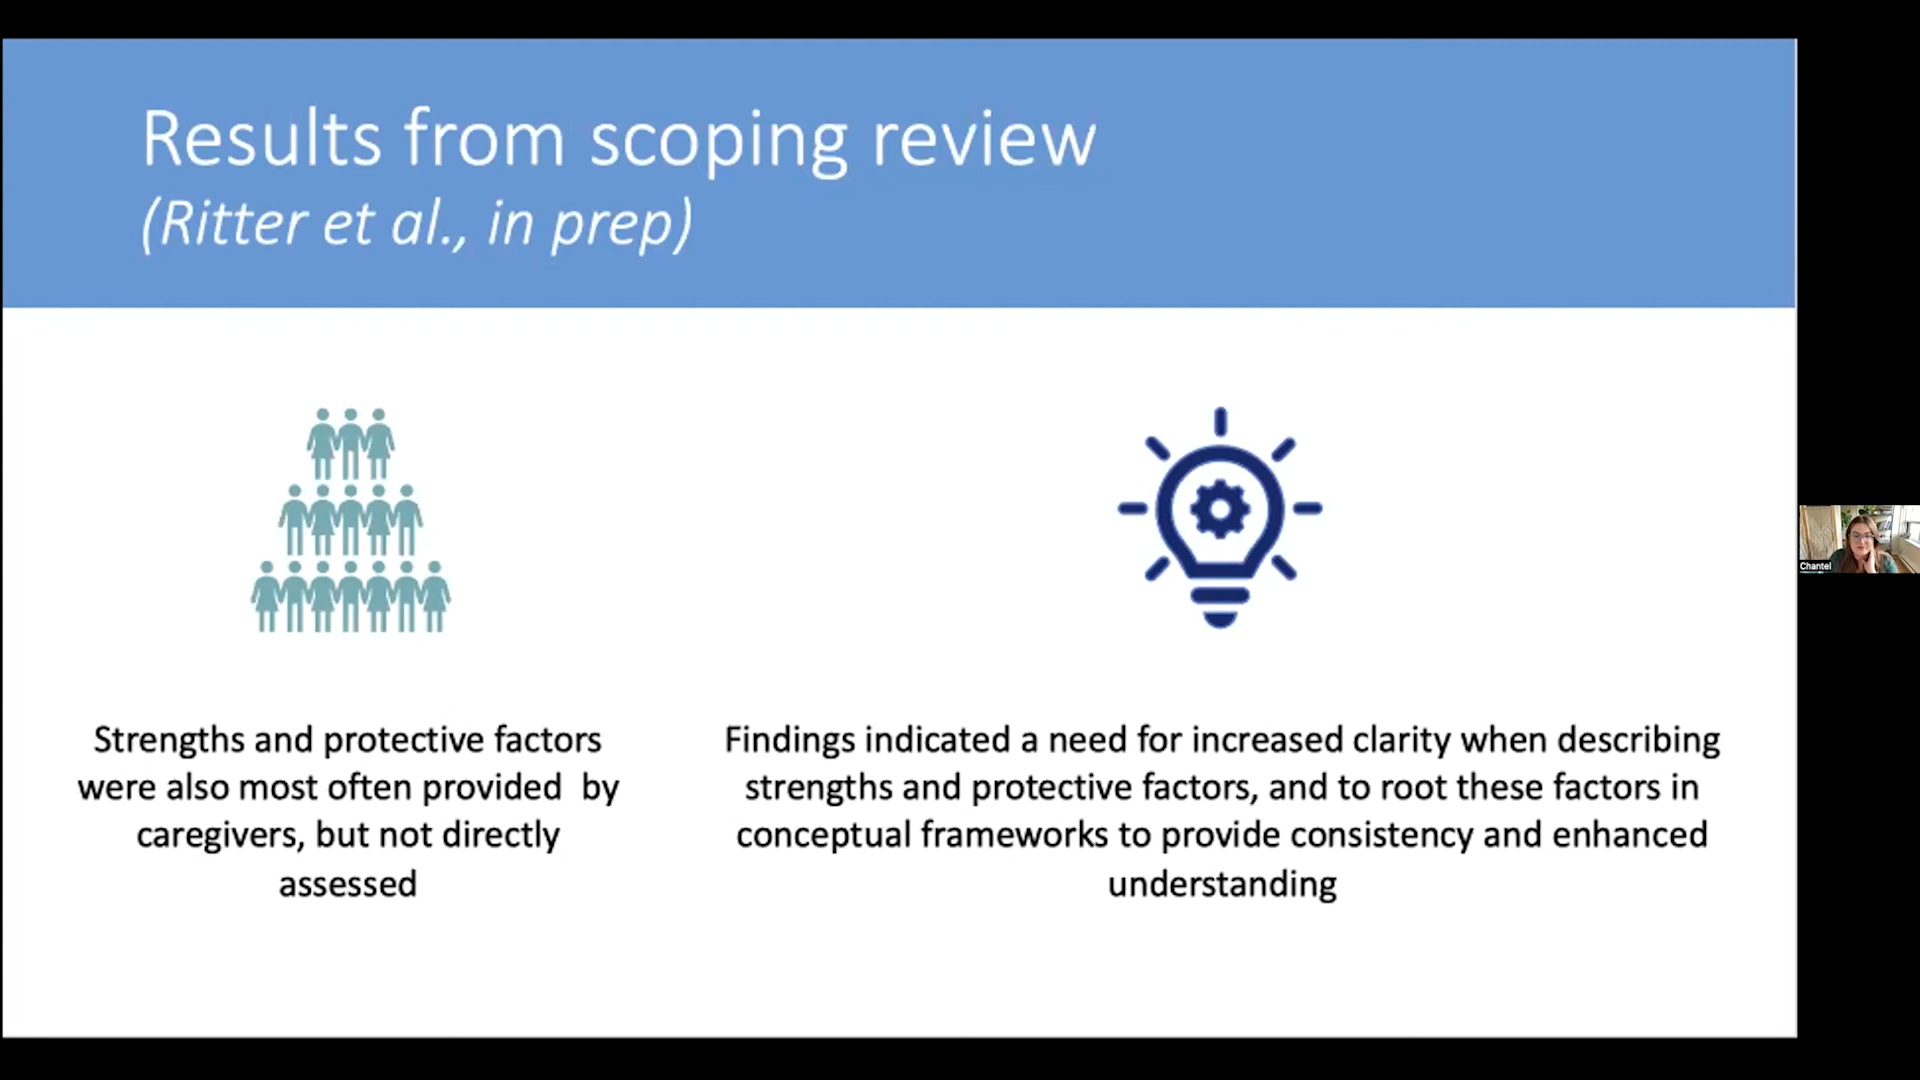 Results from scoping review
(Ritter et al., in prep)
Strengths and protective factors
were also most often provided  by
caregivers, but not directly
assessed
Findings indicated a need for increased clarity when describing
strengths and protective factors, and to root these factors in
conceptual frameworks to provide consistency and enhanced
understanding
Chantel